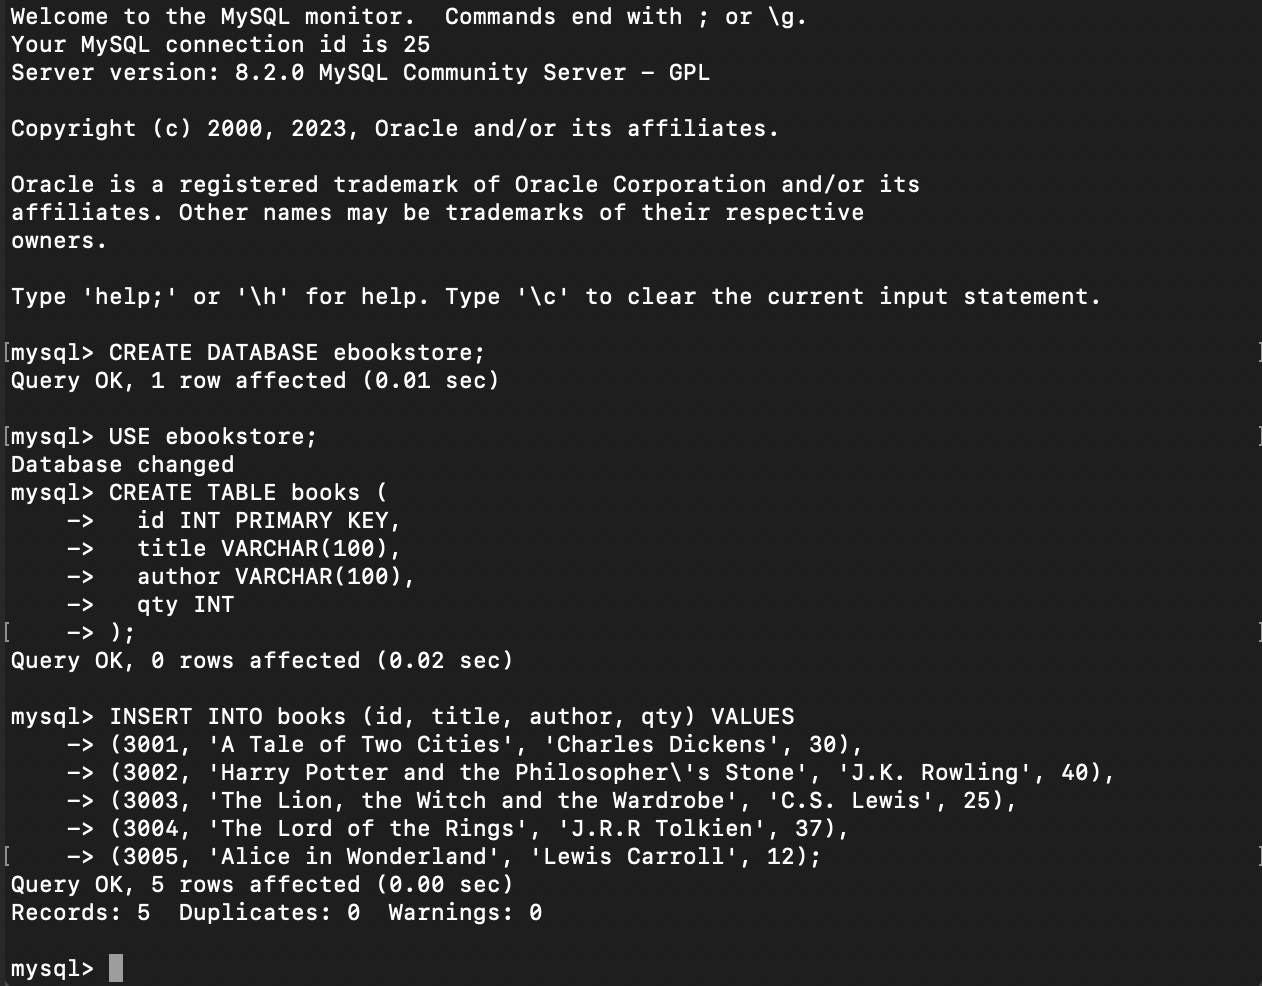 Welcome to the MySQL monitor.  Commands end with ; or \g.
Your MySQL connection id is 25
Server version: 8.2.0 MySQL Community Server - GPL

Copyright (c) 2000, 2023, Oracle and/or its affiliates.

Oracle is a registered trademark of Oracle Corporation and/or its
affiliates. Other names may be trademarks of their respective
owners.

Type 'help;' or '\h' for help. Type '\c' to clear the current input statement.

[mysql> CREATE DATABASE ebookstore;                                                       ]
Query OK, 1 row affected (0.01 sec)

[mysql> USE ebookstore;                                                                   ]
Database changed
mysql> CREATE TABLE books (
    ->   id INT PRIMARY KEY,
    ->   title VARCHAR(100),
    ->   author VARCHAR(100),
    ->   qty INT
[    -> );                                                                                ]
Query OK, 0 rows affected (0.02 sec)

mysql> INSERT INTO books (id, title, author, qty) VALUES
    -> (3001, 'A Tale of Two Cities', 'Charles Dickens', 30),
    -> (3002, 'Harry Potter and the Philosopher\'s Stone', 'J.K. Rowling', 40),
    -> (3003, 'The Lion, the Witch and the Wardrobe', 'C.S. Lewis', 25),
    -> (3004, 'The Lord of the Rings', 'J.R.R Tolkien', 37),
[    -> (3005, 'Alice in Wonderland', 'Lewis Carroll', 12);                               ]
Query OK, 5 rows affected (0.00 sec)
Records: 5  Duplicates: 0  Warnings: 0

mysql>